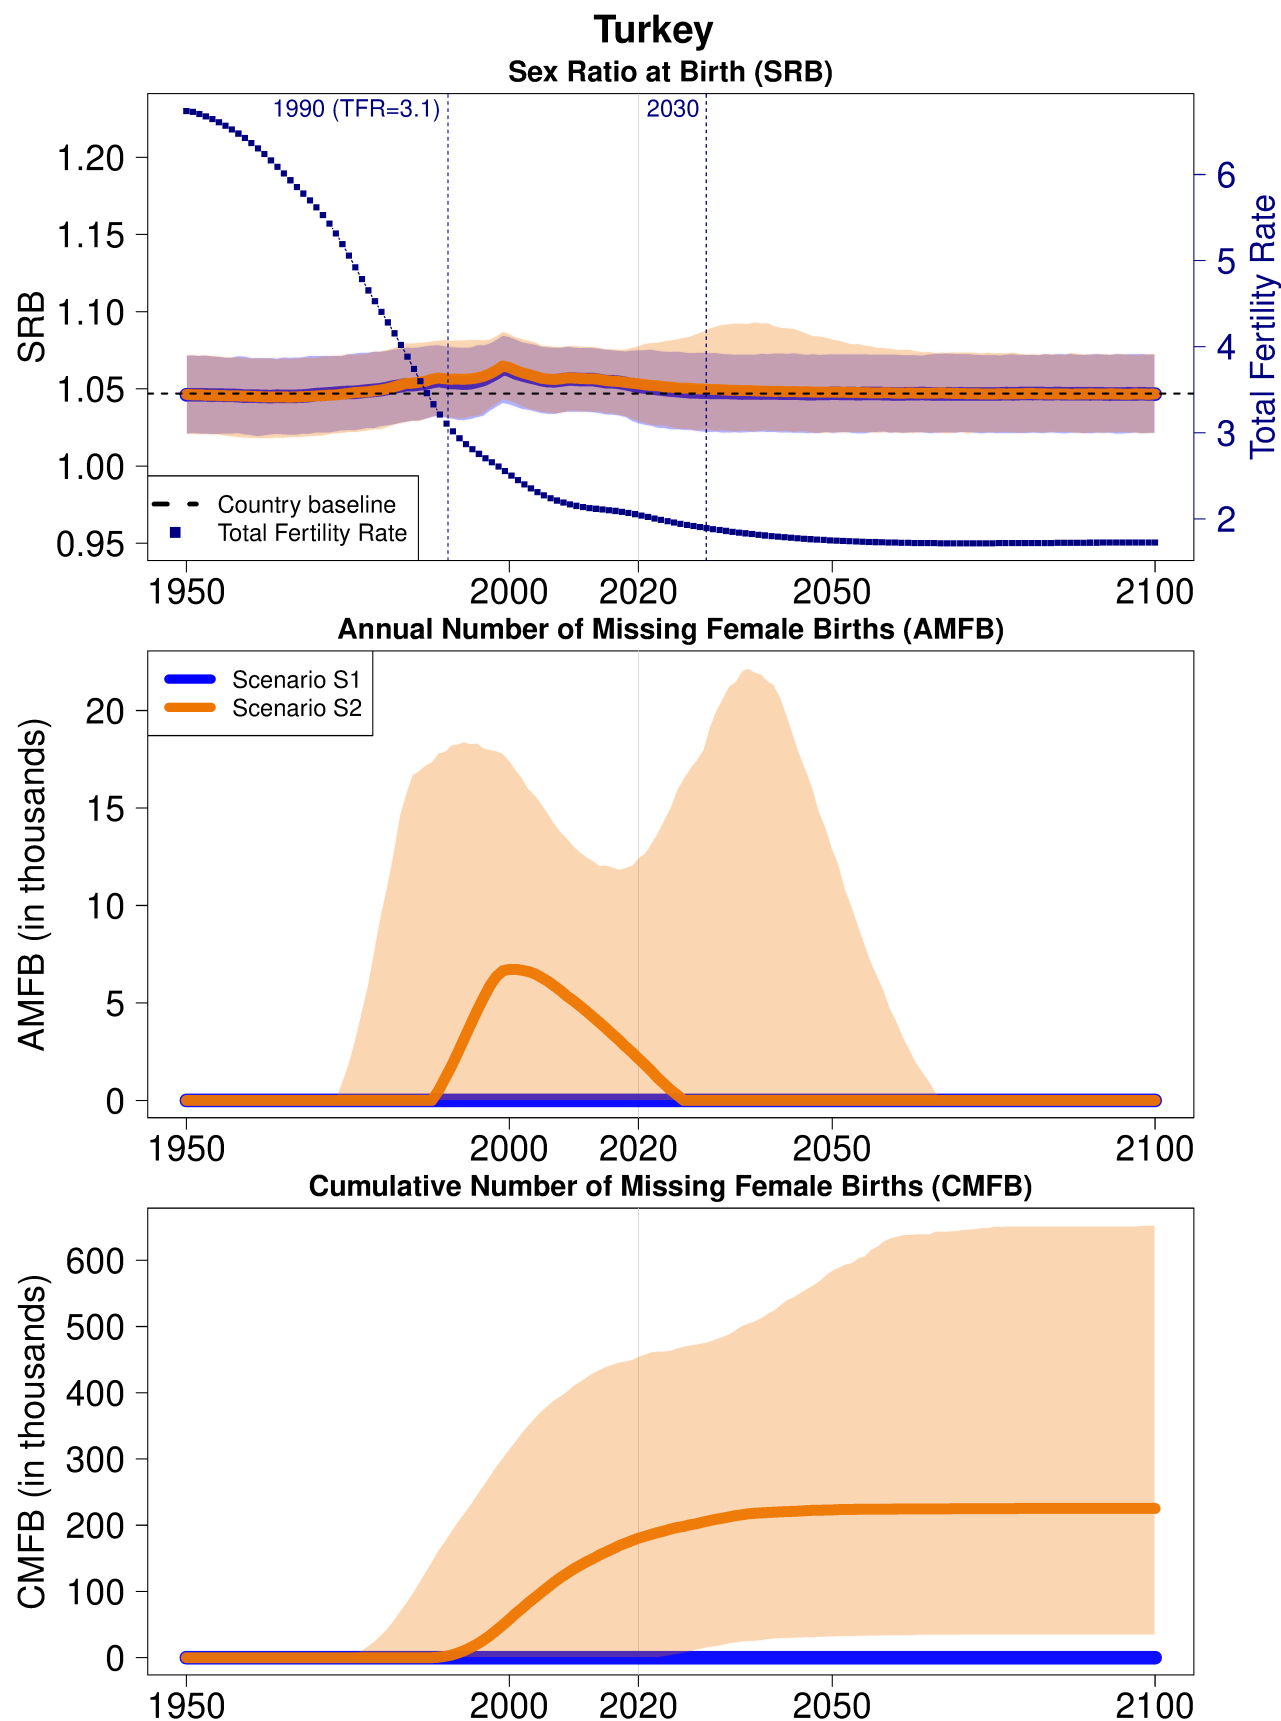 Turkey
Sex Ratio at Birth (SRB)
1990 (TFR=3.1)
2030
SRB
1.20
1.15
1.10
1.05
1.00
0.95
Total Fertility Rate
6
5
4
3
2
Country baseline
Total Fertility Rate
1950 2000 2020 2050 2100
Annual Number of Missing Female Births (AMFB)
Scenario S1
Scenario S2
AMFB (in thousands)
20
15
10
5
0
1950 2000 2020 2050 2100
Cumulative Number of Missing Female Births (CMFB)
CMFB (in thousands)
600
500
400
300
200
100
0
1950 2000 2020 2050 2100